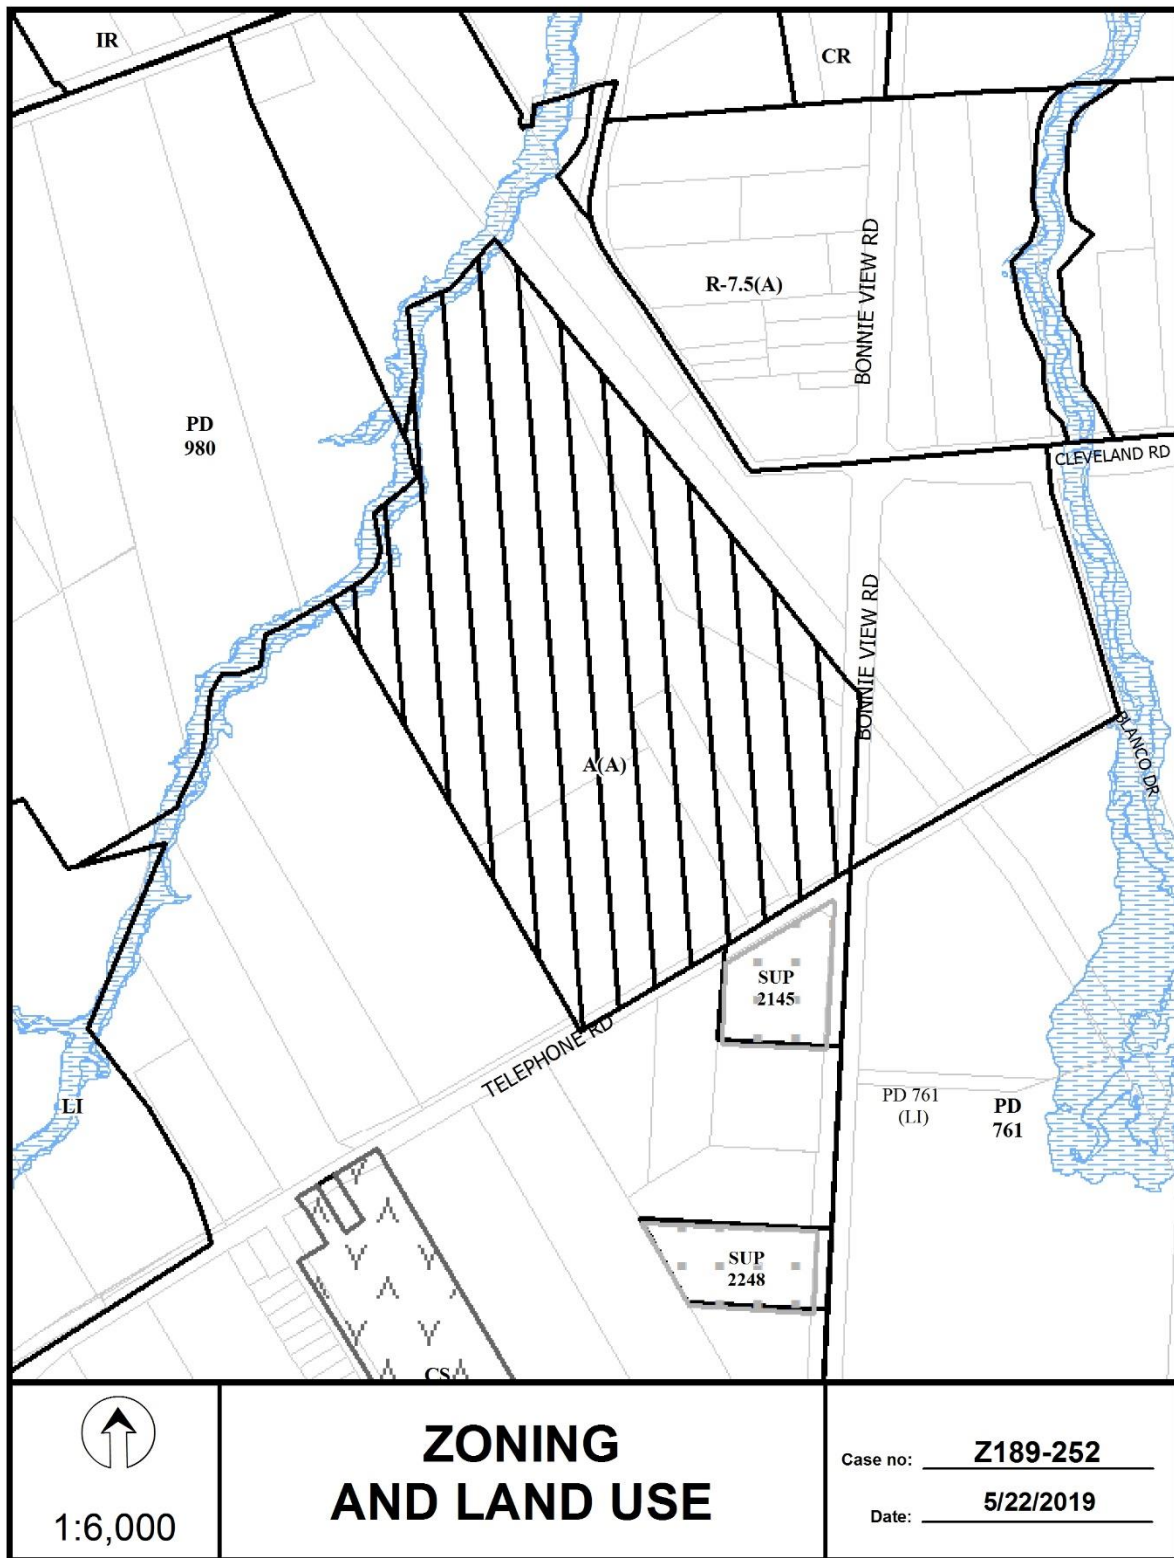 IR
CR
BONNIE VIEW RD
R-7.5(A)
PD
980
CLEVELAND RD
BONNIE VIEW RD
BLANCO DR
A(A)
SUP
2145
TELEPHONE RD
PD 761
(LI)
PD
761
LI
SUP
2248
CS
1:6,000
ZONING
AND LAND USE
Case no: Z189-252
Date: 5/22/2019